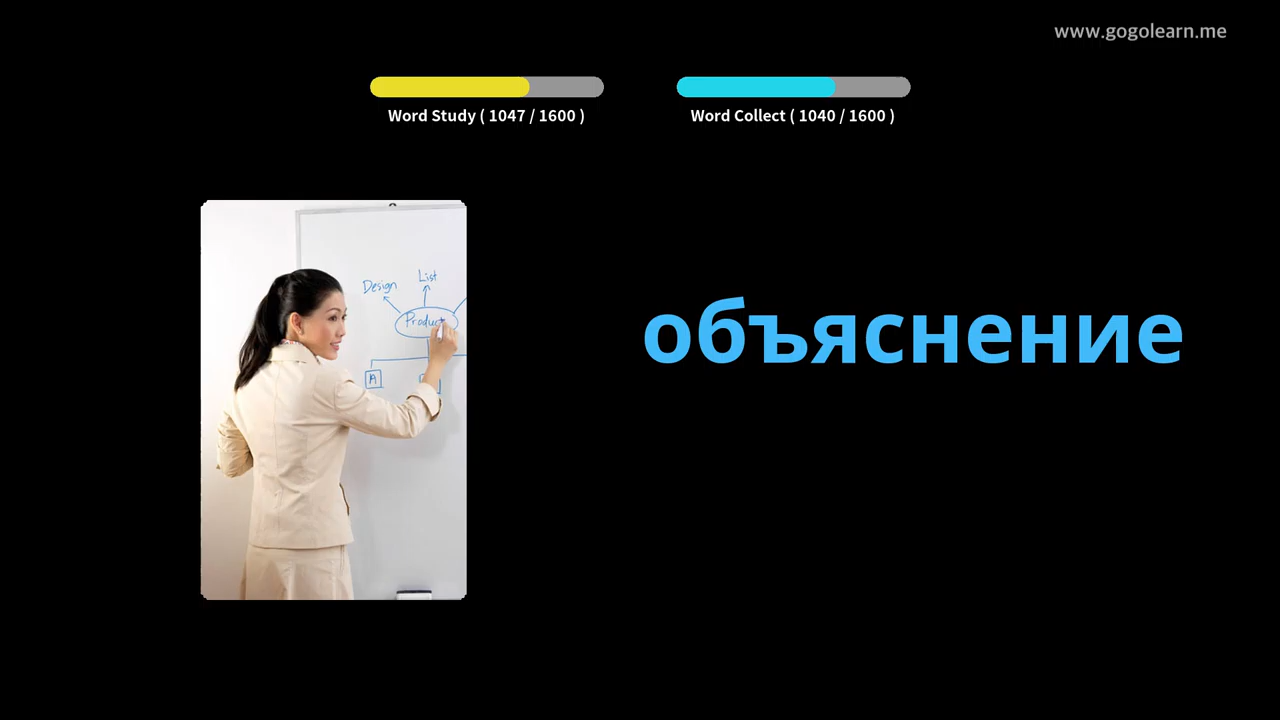 www.gogolearn.me
Word Study ( 1047 / 1600 )
Word Collect ( 1040 / 1600 )
Design
List
Product
A
объяснение